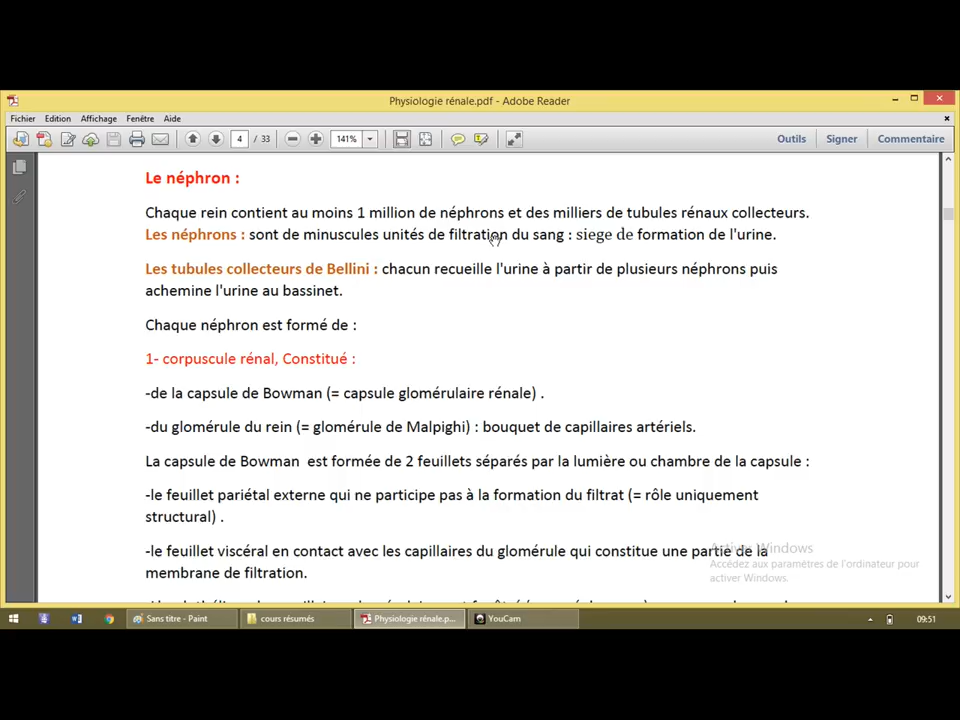 Physiologie rénale.pdf - Adobe Reader
Fichier Edition Affichage Fenêtre Aide
4 / 33 141% Outils Signer Commentaire
Le néphron :
Chaque rein contient au moins 1 million de néphrons et des milliers de tubules rénaux collecteurs.
Les néphrons : sont de minuscules unités de filtration du sang : siege de formation de l'urine.
Les tubules collecteurs de Bellini : chacun recueille l'urine à partir de plusieurs néphrons puis
achemine l'urine au bassinet.
Chaque néphron est formé de :
1- corpuscule rénal, Constitué :
-de la capsule de Bowman (= capsule glomérulaire rénale) .
-du glomérule du rein (= glomérule de Malpighi) : bouquet de capillaires artériels.
La capsule de Bowman est formée de 2 feuillets séparés par la lumière ou chambre de la capsule :
-le feuillet pariétal externe qui ne participe pas à la formation du filtrat (= rôle uniquement
structural) .
-le feuillet viscéral en contact avec les capillaires du glomérule qui constitue une partie de la
membrane de filtration.
Activer Windows
Accédez aux paramètres de l'ordinateur pour
activer Windows.
Sans titre - Paint cours résumés Physiologie rénale.p... YouCam 09:51